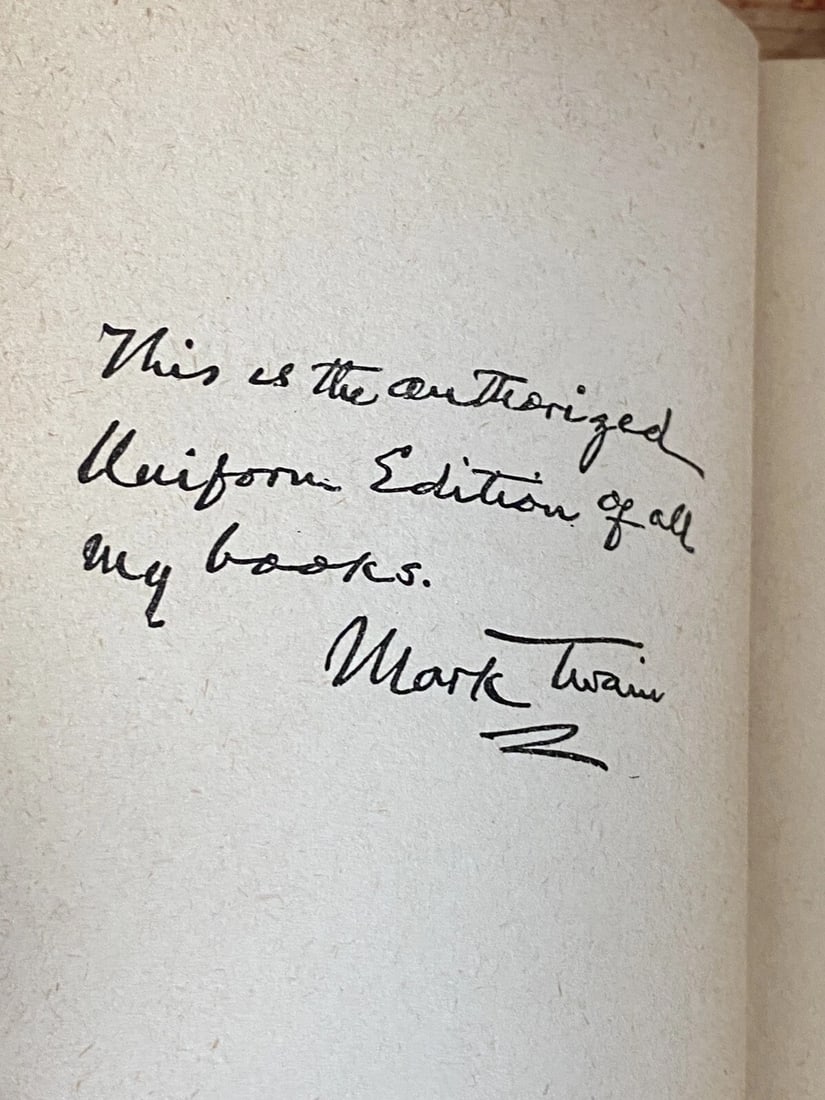 This is the authorized
Uniform Edition of all
my books.
Mark Twain